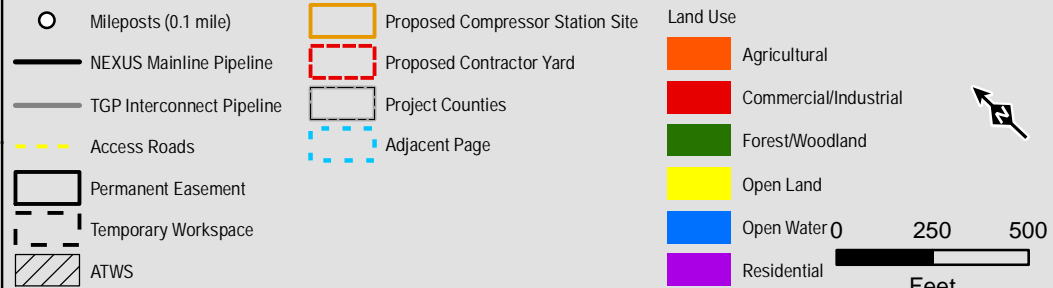 Mileposts (0.1 mile)
NEXUS Mainline Pipeline
TGP Interconnect Pipeline
Access Roads
Permanent Easement
Temporary Workspace
ATWS
Proposed Compressor Station Site
Proposed Contractor Yard
Project Counties
Adjacent Page
Land Use
Agricultural
Commercial/Industrial
Forest/Woodland
Open Land
Open Water
Residential
N
0 250 500
Feet